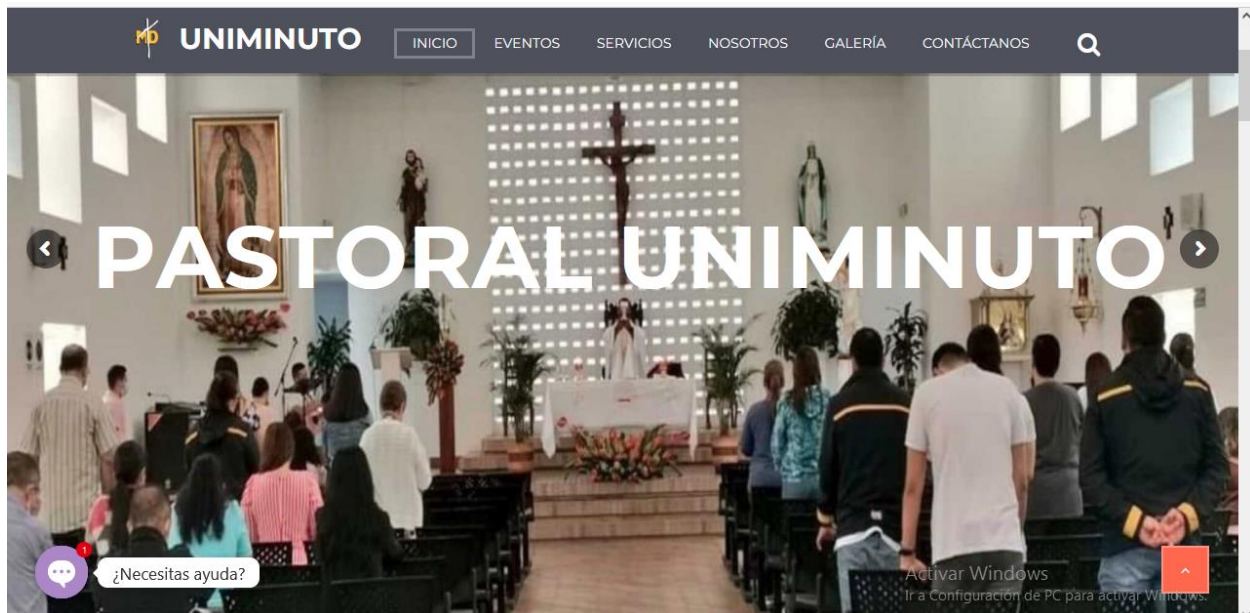 MD UNIMINUTO INICIO EVENTOS SERVICIOS NOSOTROS GALERÍA CONTÁCTANOS
PASTORAL UNIMINUTO
1
¿Necesitas ayuda?
Activar Windows
Ir a Configuración de PC para activar Windows.